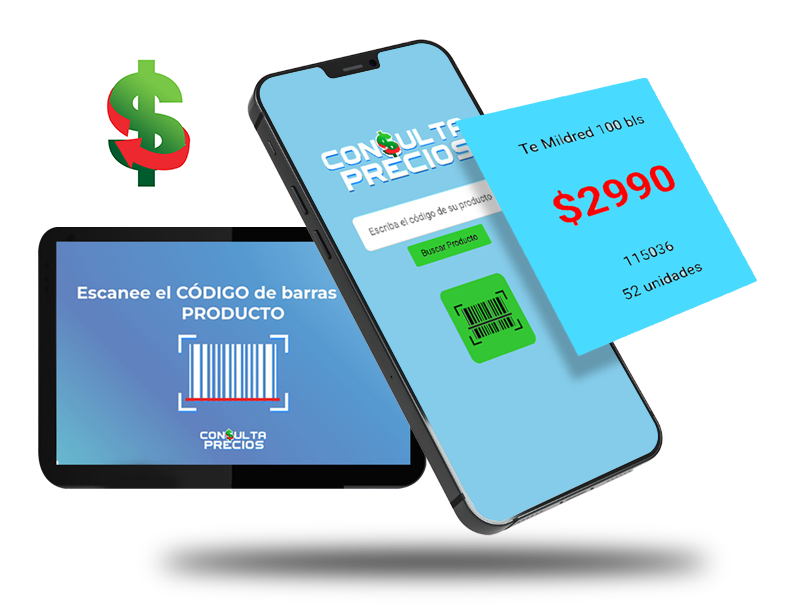 CONSULTA
PRECIOS
Escriba el código de su producto
Buscar Producto
Te Mildred 100 bls
$2990
115036
52 unidades
Escanee el CÓDIGO de barras
PRODUCTO
CONSULTA
PRECIOS